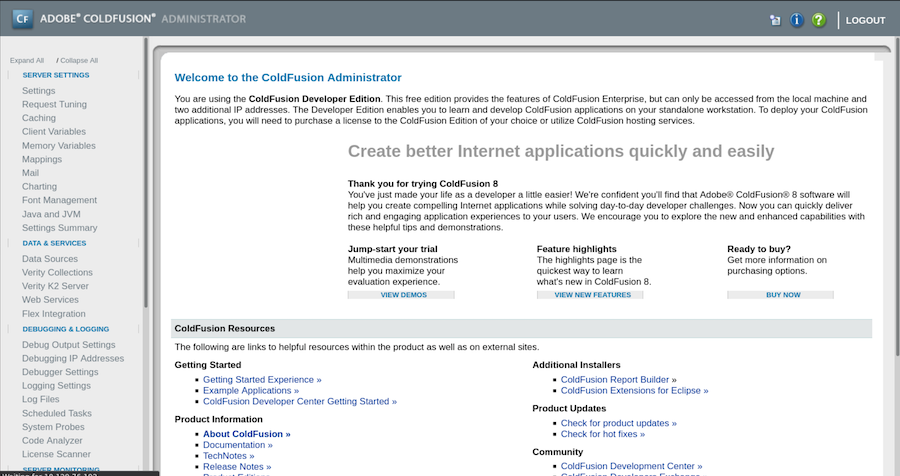 CF ADOBE® COLDFUSION® ADMINISTRATOR
LOGOUT
Expand All / Collapse All
SERVER SETTINGS
Settings
Request Tuning
Caching
Client Variables
Memory Variables
Mappings
Mail
Charting
Font Management
Java and JVM
Settings Summary
DATA & SERVICES
Data Sources
Verity Collections
Verity K2 Server
Web Services
Flex Integration
DEBUGGING & LOGGING
Debug Output Settings
Debugging IP Addresses
Debugger Settings
Logging Settings
Log Files
Scheduled Tasks
System Probes
Code Analyzer
License Scanner
SERVER MONITORING
Welcome to the ColdFusion Administrator
You are using the ColdFusion Developer Edition. This free edition provides the features of ColdFusion Enterprise, but can only be accessed from the local machine and
two additional IP addresses. The Developer Edition enables you to learn and develop ColdFusion applications on your standalone workstation. To deploy your ColdFusion
applications, you will need to purchase a license to the ColdFusion Edition of your choice or utilize ColdFusion hosting services.
Create better Internet applications quickly and easily
Thank you for trying ColdFusion 8
You've just made your life as a developer a little easier! We're confident you'll find that Adobe® ColdFusion® 8 software will
help you create compelling Internet applications while solving day-to-day developer challenges. Now you can quickly deliver
rich and engaging application experiences to your users. We encourage you to explore the new and enhanced capabilities with
these helpful tips and demonstrations.
Jump-start your trial
Multimedia demonstrations
help you maximize your
evaluation experience.
VIEW DEMOS
Feature highlights
The highlights page is the
quickest way to learn
what's new in ColdFusion 8.
VIEW NEW FEATURES
Ready to buy?
Get more information on
purchasing options.
BUY NOW
ColdFusion Resources
The following are links to helpful resources within the product as well as on external sites.
Getting Started
Getting Started Experience »
Example Applications »
ColdFusion Developer Center Getting Started »
Product Information
About ColdFusion »
Documentation »
TechNotes »
Release Notes »
Additional Installers
ColdFusion Report Builder »
ColdFusion Extensions for Eclipse »
Product Updates
Check for product updates »
Check for hot fixes »
Community
ColdFusion Development Center »